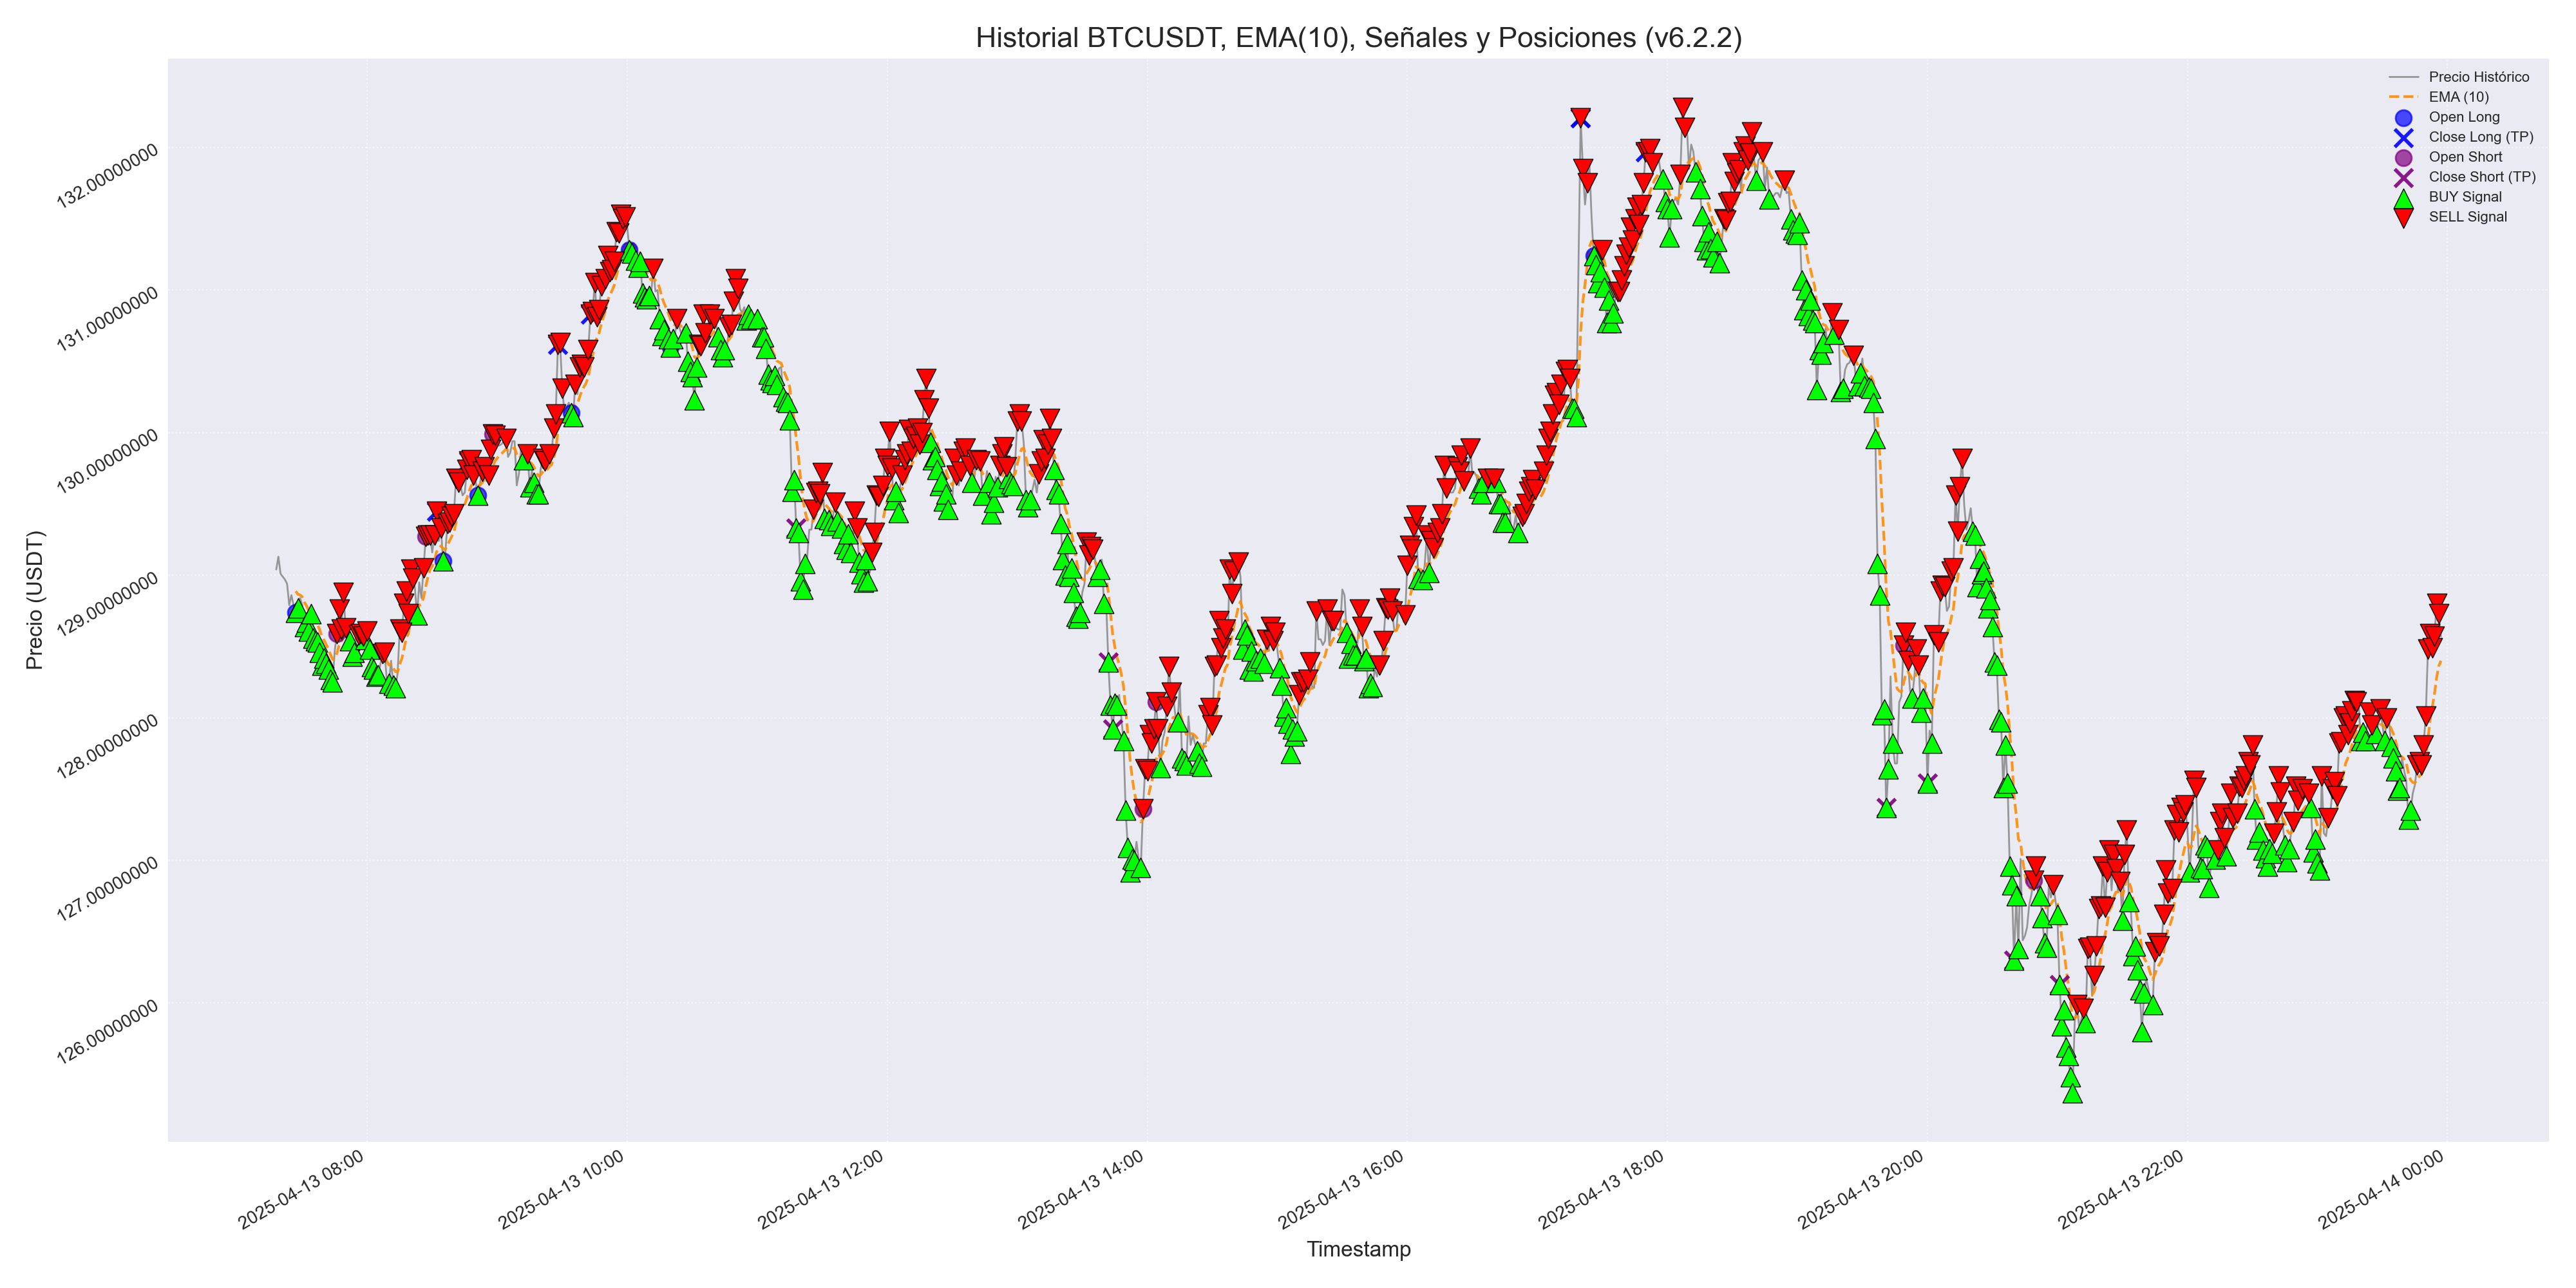 Historial BTCUSDT, EMA(10), Señales y Posiciones (v6.2.2)
Precio Histórico
EMA (10)
Open Long
Close Long (TP)
Open Short
Close Short (TP)
BUY Signal
SELL Signal
Precio (USDT)
132.00000000
131.00000000
130.00000000
129.00000000
128.00000000
127.00000000
126.00000000
2025-04-13 08:00
2025-04-13 10:00
2025-04-13 12:00
2025-04-13 14:00
2025-04-13 16:00
2025-04-13 18:00
2025-04-13 20:00
2025-04-13 22:00
2025-04-14 00:00
Timestamp